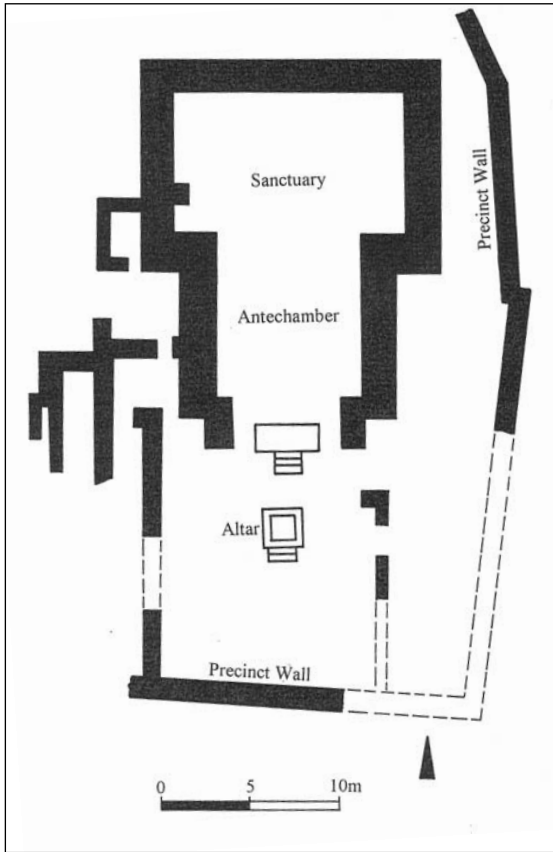 Sanctuary
Precinct Wall
Antechamber
Altar
Precinct Wall
0 5 10m